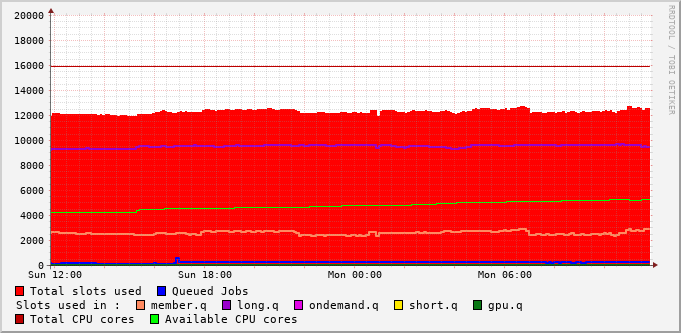 RRDTOOL / TOBI OETIKER
20000
18000
16000
14000
12000
10000
8000
6000
4000
2000
0
Sun 12:00 Sun 18:00 Mon 00:00 Mon 06:00
Total slots used Queued Jobs
Slots used in : member.q long.q ondemand.q short.q gpu.q
Total CPU cores Available CPU cores